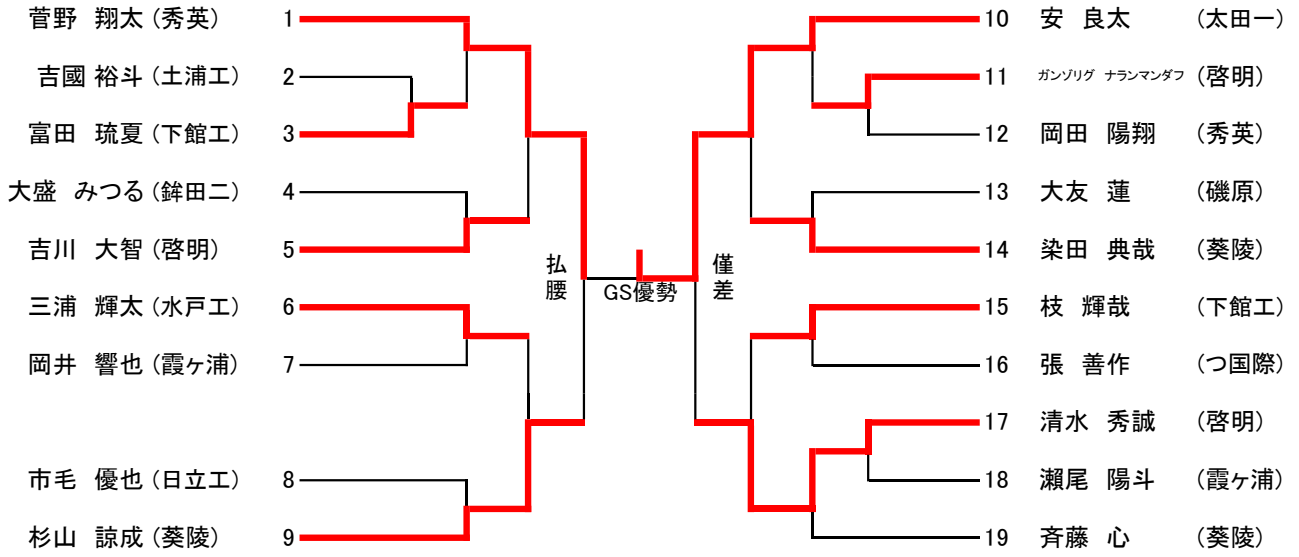 菅野 翔太 (秀英) 1
吉國 裕斗 (土浦工) 2
富田 琉夏 (下館工) 3
大盛 みつる (鉾田二) 4
吉川 大智 (啓明) 5
三浦 輝太 (水戸工) 6
岡井 響也 (霞ヶ浦) 7
市毛 優也 (日立工) 8
杉山 諒成 (葵陵) 9
払腰
GS優勢
僅差
10 安 良太 (太田一)
11 ガンゾリグ ナランマンダフ (啓明)
12 岡田 陽翔 (秀英)
13 大友 蓮 (磯原)
14 染田 典哉 (葵陵)
15 枝 輝哉 (下館工)
16 張 善作 (つ国際)
17 清水 秀誠 (啓明)
18 瀬尾 陽斗 (霞ヶ浦)
19 斉藤 心 (葵陵)